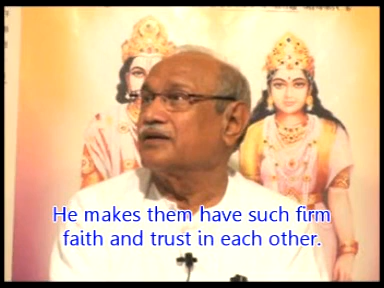 He makes them have such firm
faith and trust in each other.